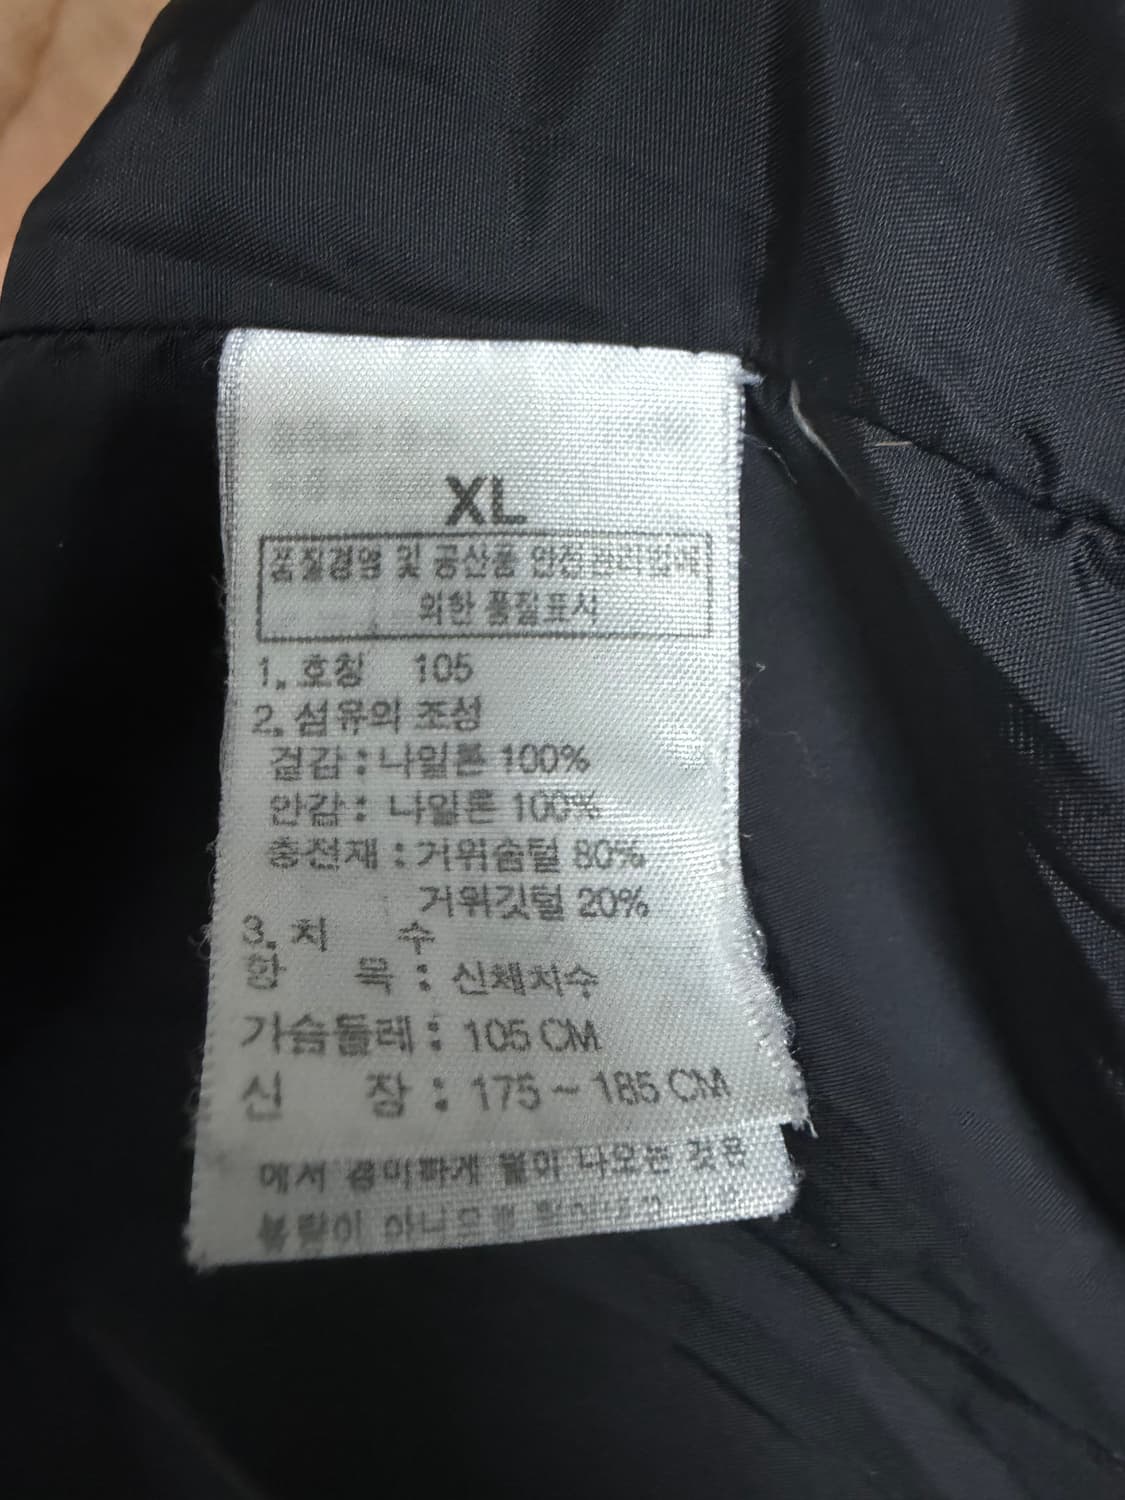 XL
품질경영 및 공산품 안전관리법에
의한 품질표시
1. 호칭 105
2. 섬유의 조성
겉감 : 나일론 100%
안감 : 나일론 100%
충전재 : 거위솜털 80%
거위깃털 20%
3. 치 수
항 목 : 신체치수
가슴둘레 : 105 CM
신 장 : 175 ~ 185 CM
에서 경미하게 털이 나오는 것은
불량이 아니오